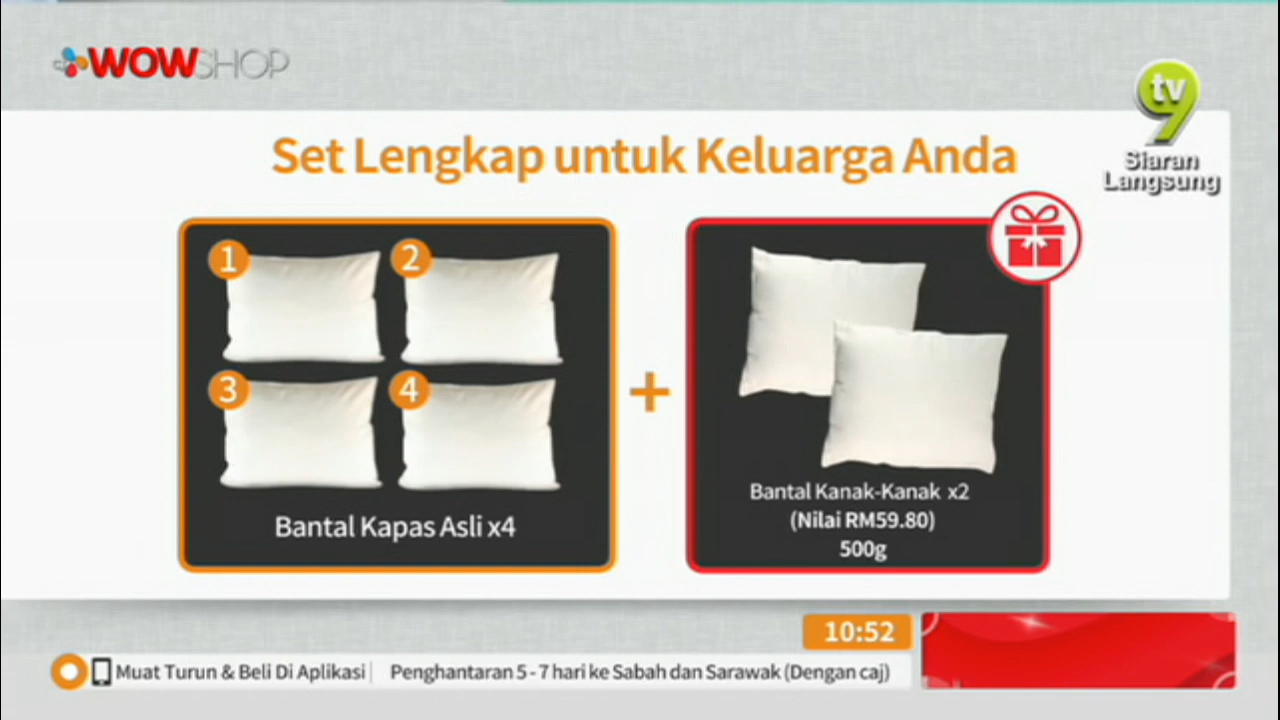 WOWSHOP
tv9
Siaran
Langsung
Set Lengkap untuk Keluarga Anda
1
2
3
4
Bantal Kapas Asli x4
+
Bantal Kanak-Kanak x2
(Nilai RM59.80)
500g
10:52
Muat Turun & Beli Di Aplikasi | Penghantaran 5 - 7 hari ke Sabah dan Sarawak (Dengan caj)